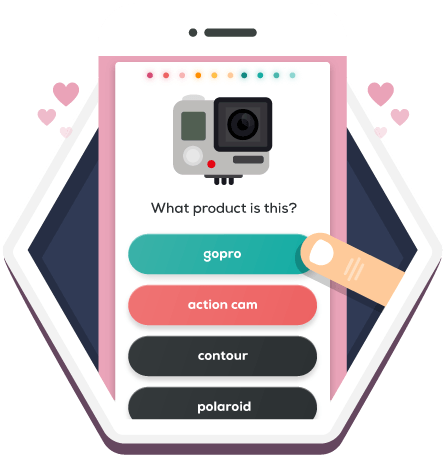 What product is this?
gopro
action cam
contour
polaroid